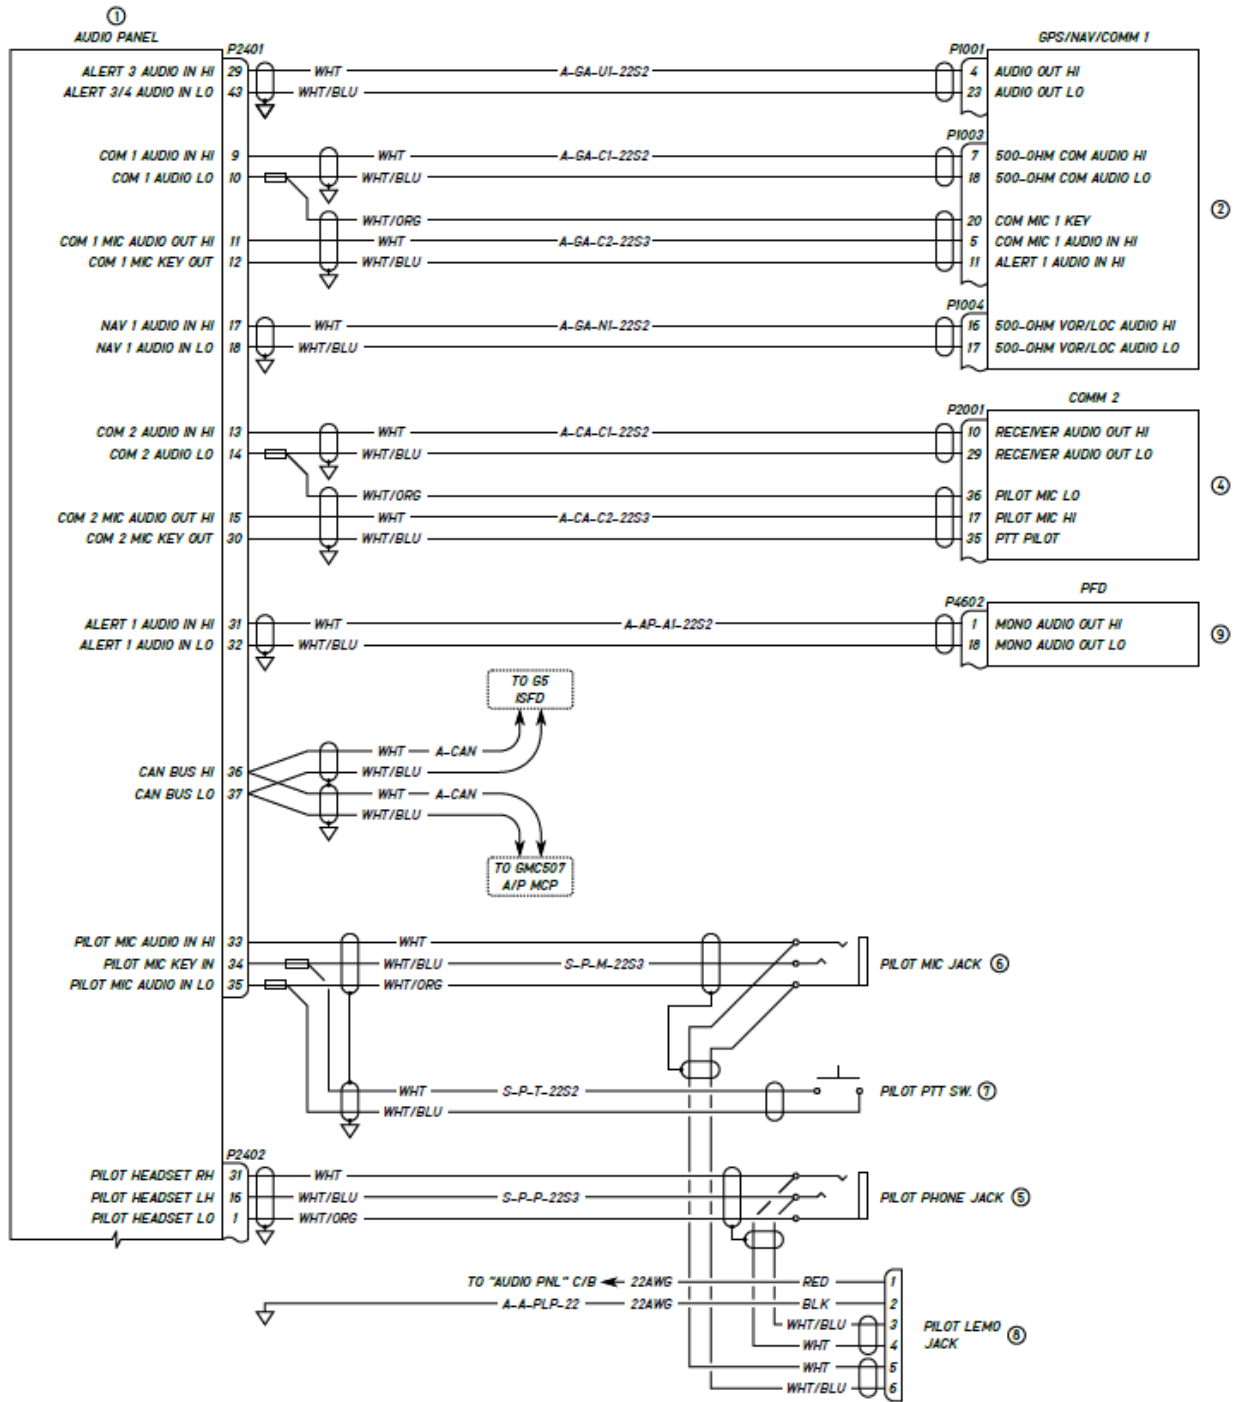 ①
AUDIO PANEL
P2401
P1001
GPS/NAV/COMM 1
ALERT 3 AUDIO IN HI 29 WHT A-GA-U1-22S2 4 AUDIO OUT HI
ALERT 3/4 AUDIO IN LO 43 WHT/BLU 23 AUDIO OUT LO
P1003
COM 1 AUDIO IN HI 9 WHT A-GA-C1-22S2 7 500-OHM COM AUDIO HI
COM 1 AUDIO LO 10 WHT/BLU 18 500-OHM COM AUDIO LO
②
WHT/ORG 20 COM MIC 1 KEY
COM 1 MIC AUDIO OUT HI 11 WHT A-GA-C2-22S3 5 COM MIC 1 AUDIO IN HI
COM 1 MIC KEY OUT 12 WHT/BLU 11 ALERT 1 AUDIO IN HI
P1004
NAV 1 AUDIO IN HI 17 WHT A-GA-N1-22S2 16 500-OHM VOR/LOC AUDIO HI
NAV 1 AUDIO IN LO 18 WHT/BLU 17 500-OHM VOR/LOC AUDIO LO
COMM 2
P2001
COM 2 AUDIO IN HI 13 WHT A-CA-C1-22S2 10 RECEIVER AUDIO OUT HI
COM 2 AUDIO LO 14 WHT/BLU 29 RECEIVER AUDIO OUT LO
④
WHT/ORG 36 PILOT MIC LO
COM 2 MIC AUDIO OUT HI 15 WHT A-CA-C2-22S3 17 PILOT MIC HI
COM 2 MIC KEY OUT 30 WHT/BLU 35 PTT PILOT
PFD
P4602
ALERT 1 AUDIO IN HI 31 WHT A-AP-A1-22S2 1 MONO AUDIO OUT HI
⑨
ALERT 1 AUDIO IN LO 32 WHT/BLU 18 MONO AUDIO OUT LO
TO G5
ISFD
WHT A-CAN
CAN BUS HI 36 WHT/BLU
CAN BUS LO 37 WHT A-CAN
WHT/BLU
TO GMC507
A/P MCP
PILOT MIC AUDIO IN HI 33 WHT
PILOT MIC KEY IN 34 WHT/BLU S-P-M-22S3 PILOT MIC JACK ⑥
PILOT MIC AUDIO IN LO 35 WHT/ORG
WHT S-P-T-22S2 PILOT PTT SW. ⑦
WHT/BLU
P2402
PILOT HEADSET RH 31 WHT
PILOT HEADSET LH 16 WHT/BLU S-P-P-22S3 PILOT PHONE JACK ⑤
PILOT HEADSET LO 1 WHT/ORG
TO "AUDIO PNL" C/B 22AWG RED 1
A-A-PLP-22 22AWG BLK 2
WHT/BLU 3 PILOT LEMO ⑧
WHT 4 JACK
WHT 5
WHT/BLU 6